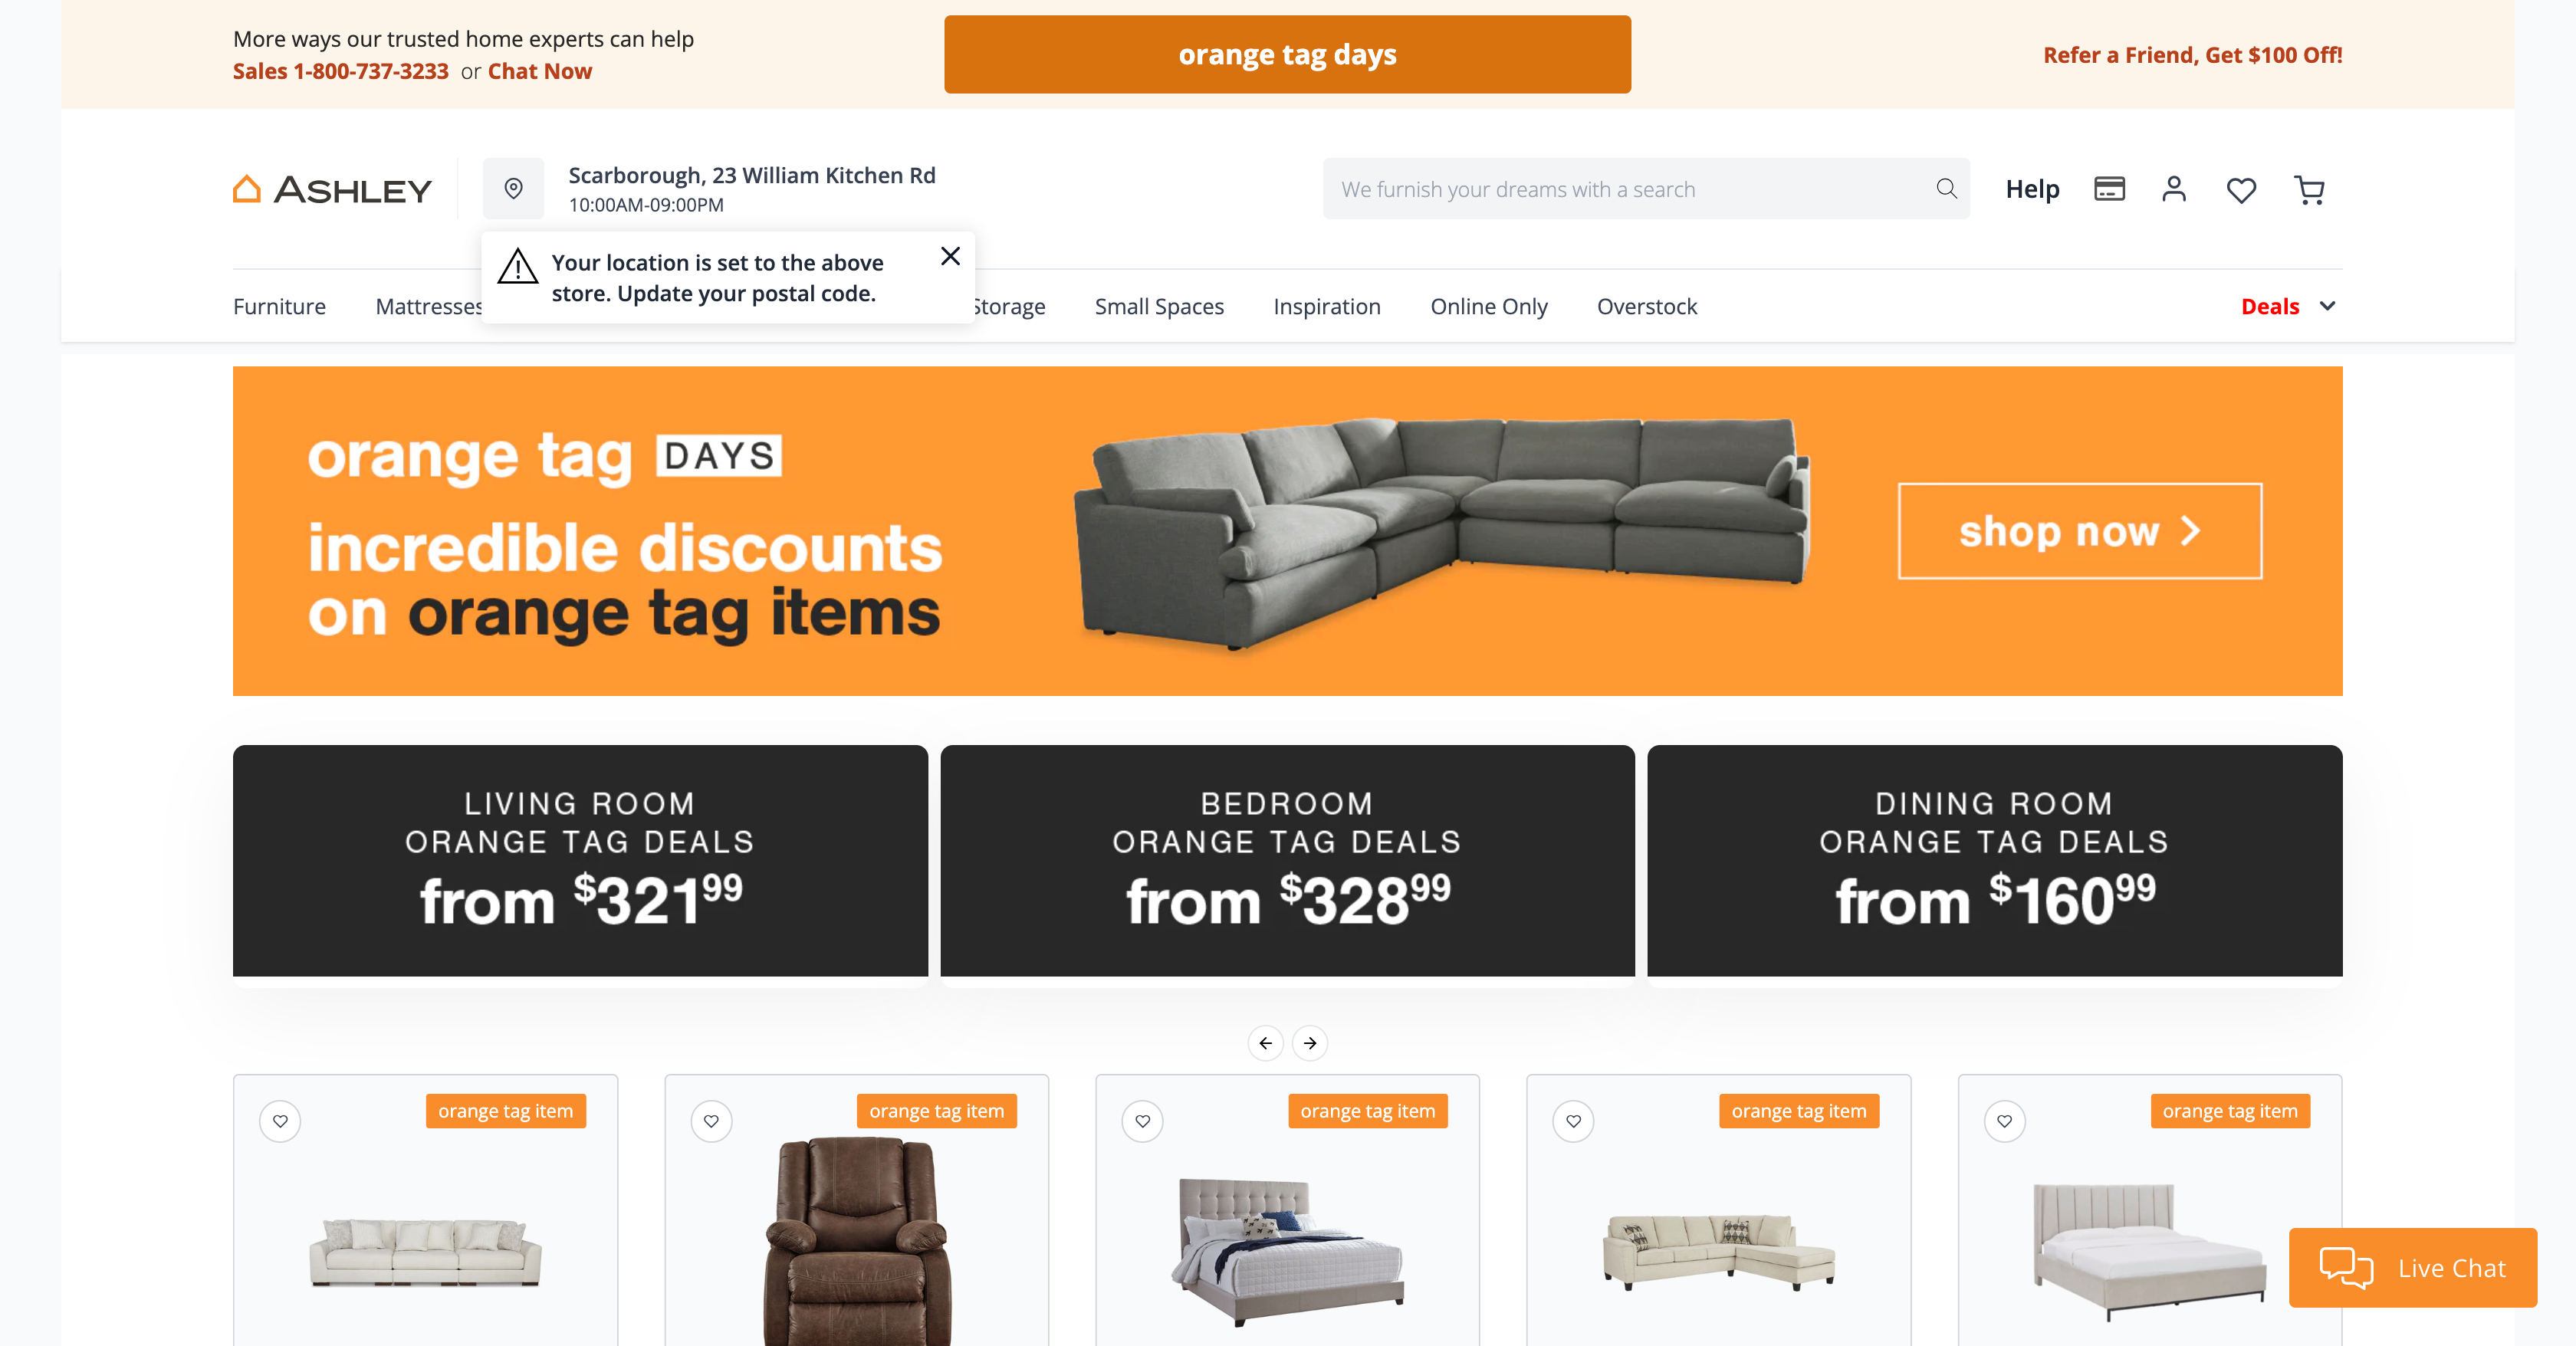 More ways our trusted home experts can help
Sales 1-800-737-3233 or Chat Now
orange tag days
Refer a Friend, Get $100 Off!
ASHLEY
Scarborough, 23 William Kitchen Rd
10:00AM-09:00PM
We furnish your dreams with a search
Help
Your location is set to the above
store. Update your postal code.
Furniture
Mattresses
Storage
Small Spaces
Inspiration
Online Only
Overstock
Deals
orange tag DAYS
incredible discounts
on orange tag items
shop now
LIVING ROOM
ORANGE TAG DEALS
from $321.99
BEDROOM
ORANGE TAG DEALS
from $328.99
DINING ROOM
ORANGE TAG DEALS
from $160.99
orange tag item
orange tag item
orange tag item
orange tag item
orange tag item
Live Chat